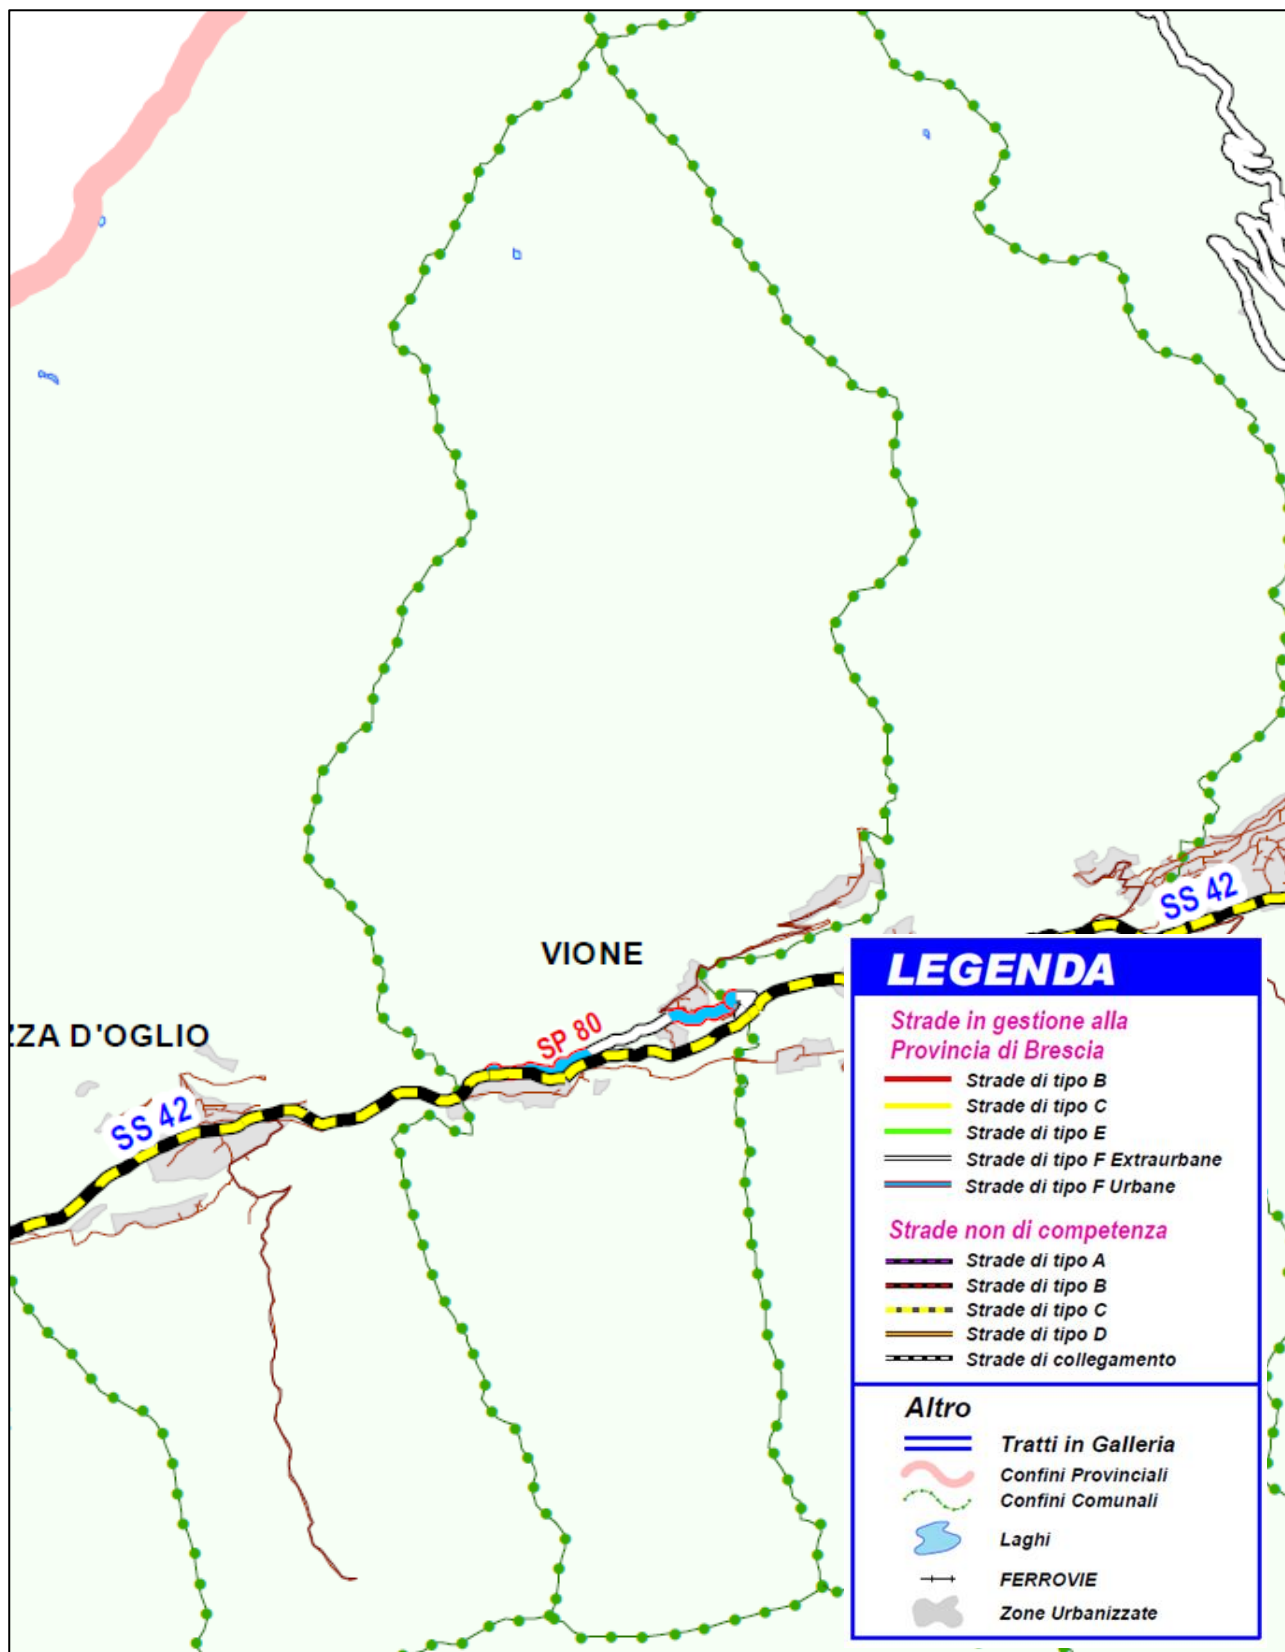 SS 42
VIONE
SP 80
ZZA D'OGLIO
SS 42
LEGENDA
Strade in gestione alla
Provincia di Brescia
Strade di tipo B
Strade di tipo C
Strade di tipo E
Strade di tipo F Extraurbane
Strade di tipo F Urbane
Strade non di competenza
Strade di tipo A
Strade di tipo B
Strade di tipo C
Strade di tipo D
Strade di collegamento
Altro
Tratti in Galleria
Confini Provinciali
Confini Comunali
Laghi
FERROVIE
Zone Urbanizzate